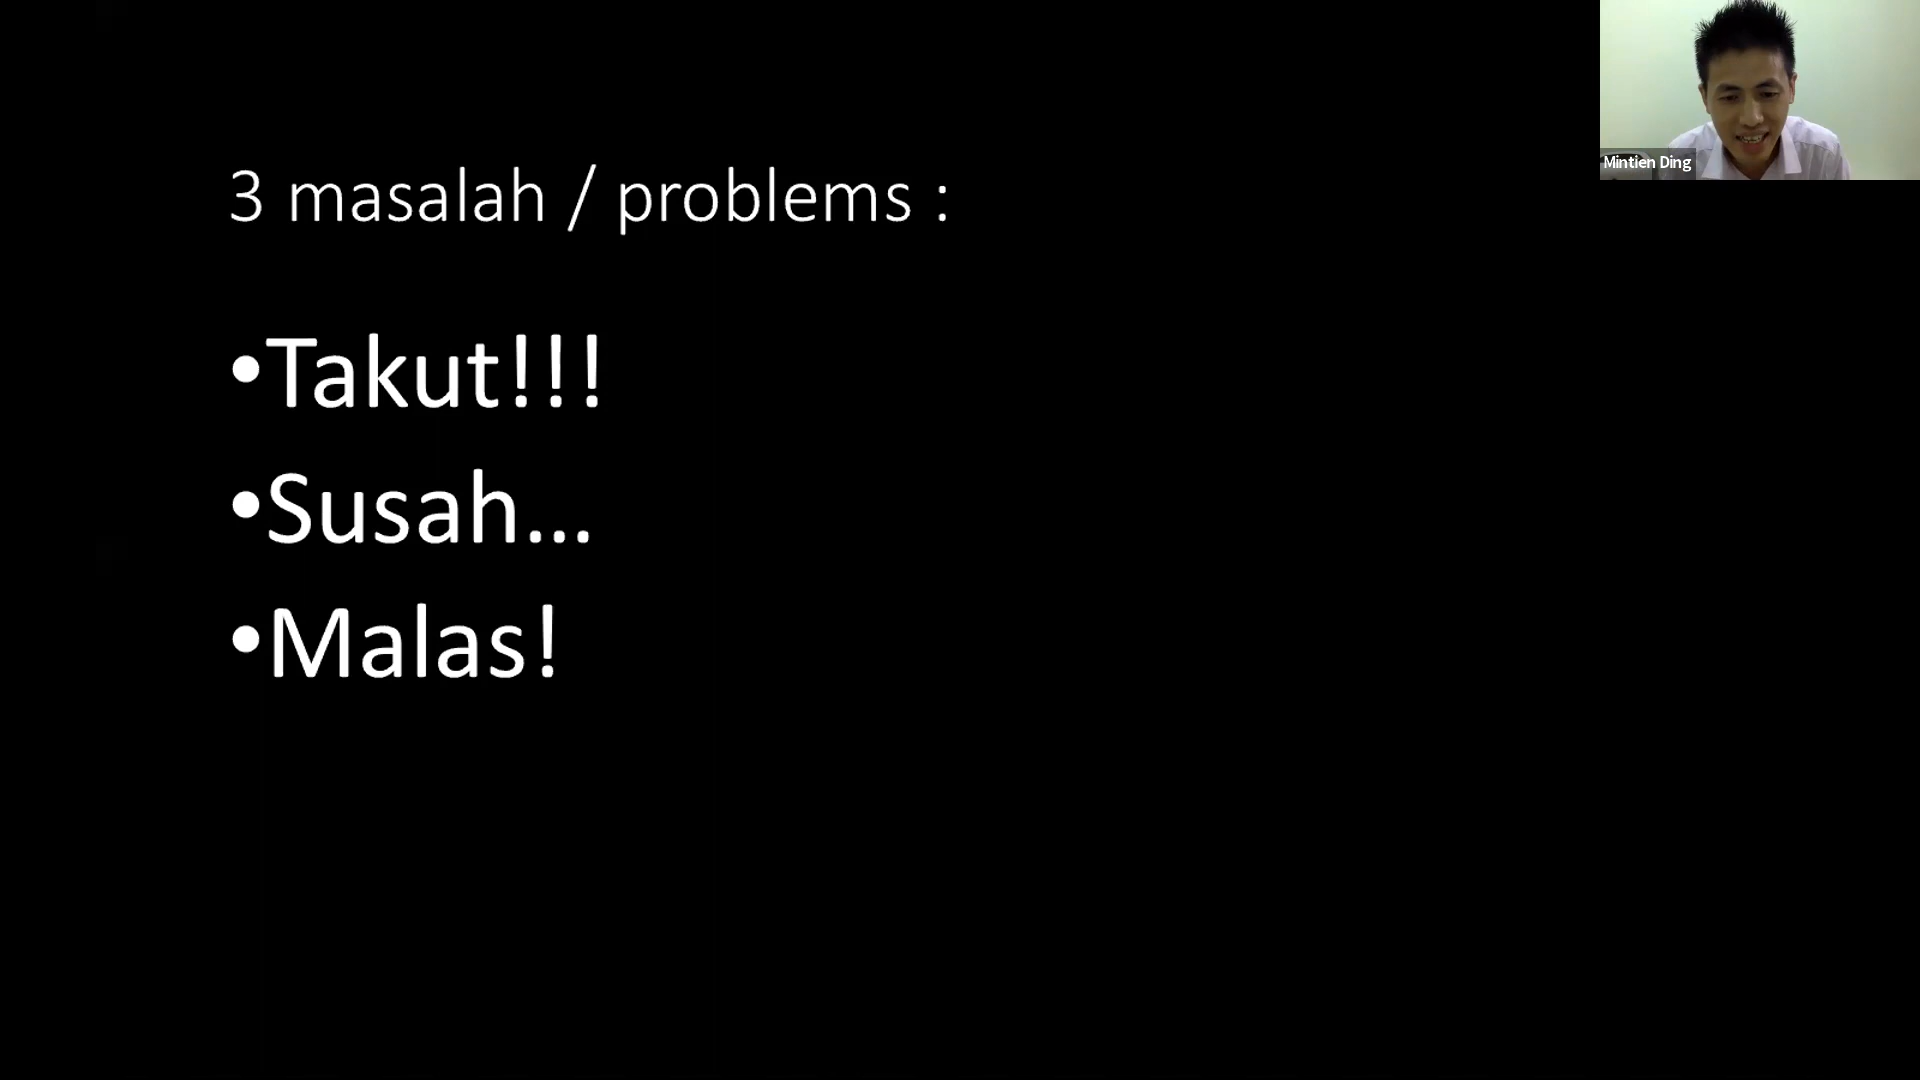 Mintien Ding
3 masalah / problems :
•Takut!!!
•Susah...
•Malas!